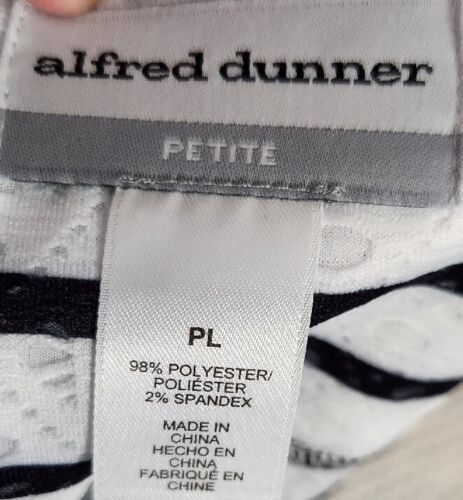 alfred dunner
PETITE
PL
98% POLYESTER/
POLIÉSTER
2% SPANDEX
MADE IN
CHINA
HECHO EN
CHINA
FABRIQUÉ EN
CHINE